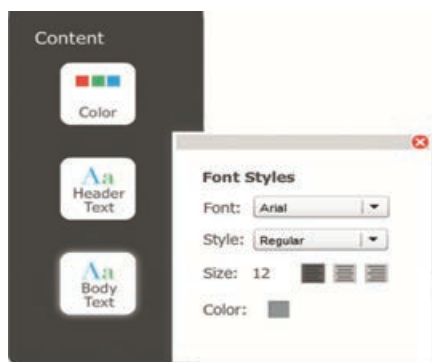 Content
Color
Aa
Header
Text
Aa
Body
Text
Font Styles
Font: Arial
Style: Regular
Size: 12
Color: